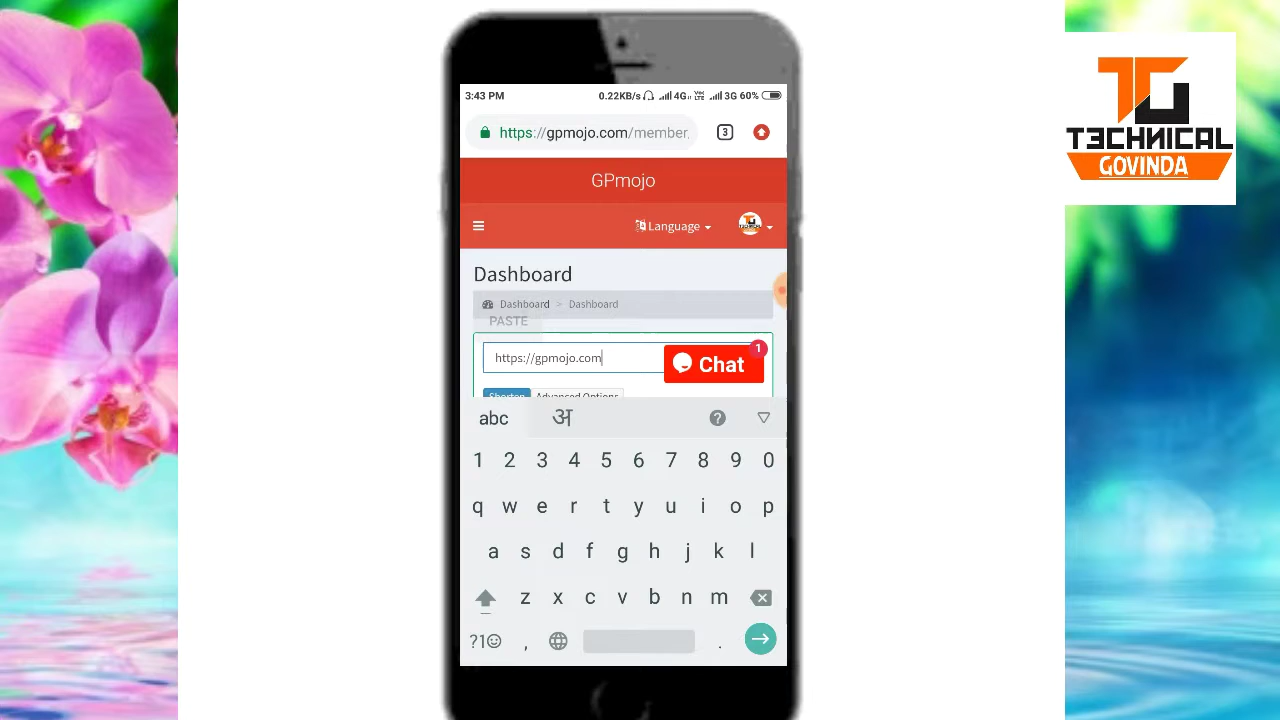 3:43 PM 0.22KB/s 4G 3G 60%
https://gpmojo.com/member. 3
GPmojo
Language
Dashboard
Dashboard > Dashboard
PASTE
https://gpmojo.com
Chat 1
Shorten Advanced Options
abc अ ?
1 2 3 4 5 6 7 8 9 0
q w e r t y u i o p
a s d f g h j k l
z x c v b n m
?1☺ , .
TU
T3CHNICAL
GOVINDA